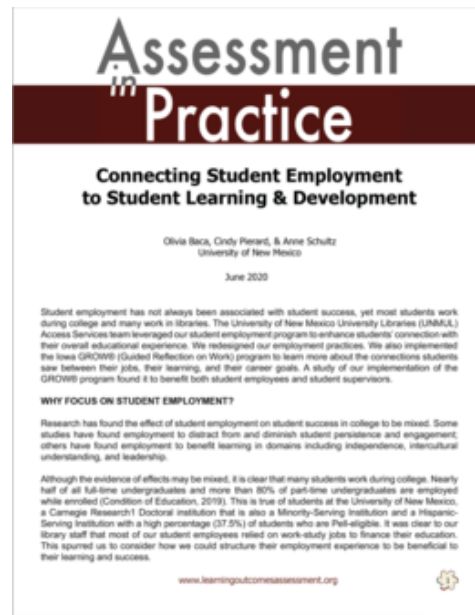 Assessment
in
Practice
Connecting Student Employment
to Student Learning & Development
Olivia Baca, Cindy Pierard, & Anne Schultz
University of New Mexico
June 2020
Student employment has not always been associated with student success, yet most students work
during college and many work in libraries. The University of New Mexico University Libraries (UNMUL)
Access Services team leveraged our student employment program to enhance students' connection with
their overall educational experience. We redesigned our employment practices. We also implemented
the Iowa GROW® (Guided Reflection on Work) program to learn more about the connections students
saw between their jobs, their learning, and their career goals. A study of our implementation of the
GROW® program found it to benefit both student employees and student supervisors.
WHY FOCUS ON STUDENT EMPLOYMENT?
Research has found the effect of student employment on student success in college to be mixed. Some
studies have found employment to distract from and diminish student persistence and engagement;
others have found employment to benefit learning in domains including independence, intercultural
understanding, and leadership.
Although the evidence of effects may be mixed, it is clear that many students work during college. Nearly
half of all full-time undergraduates and more than 80% of part-time undergraduates are employed
while enrolled (Condition of Education, 2019). This is true of students at the University of New Mexico,
a Carnegie Research1 Doctoral institution that is also a Minority-Serving Institution and a Hispanic-
Serving Institution with a high percentage (37.5%) of students who are Pell-eligible. It was clear to our
library staff that most of our student employees relied on work-study jobs to finance their education.
This spurred us to consider how we could structure their employment experience to be beneficial to
their learning and success.
www.learningoutcomesassessment.org
1